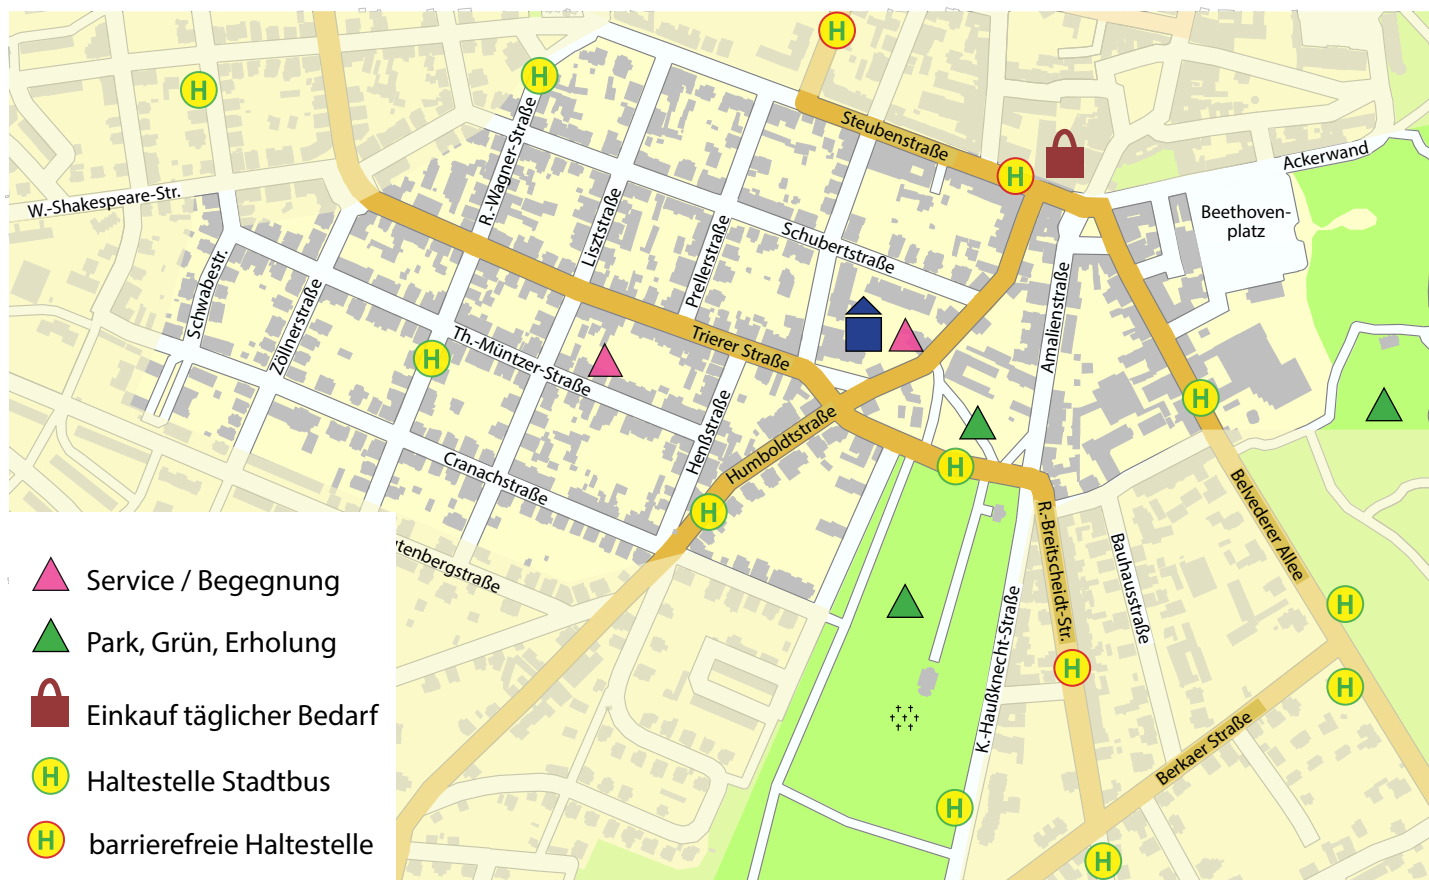 H
H
H
Steubenstraße
R.-Wagner-Straße
Ackerwand
H
W.-Shakespeare-Str.
Beethoven-
platz
Lisztstraße
Prellerstraße
Schubertstraße
Schwabestr.
Zöllnerstraße
Amalienstraße
Th.-Müntzer-Straße
Trierer Straße
H
H
Henßstraße
Humboldtstraße
Cranachstraße
H
H
Belvederer Allee
R.-Breitscheidt-Str.
Bauhausstraße
tenbergstraße
K.-Haußknecht-Straße
H
H
H
Berkaer Straße
H
H
Service / Begegnung
Park, Grün, Erholung
Einkauf täglicher Bedarf
H Haltestelle Stadtbus
H barrierefreie Haltestelle